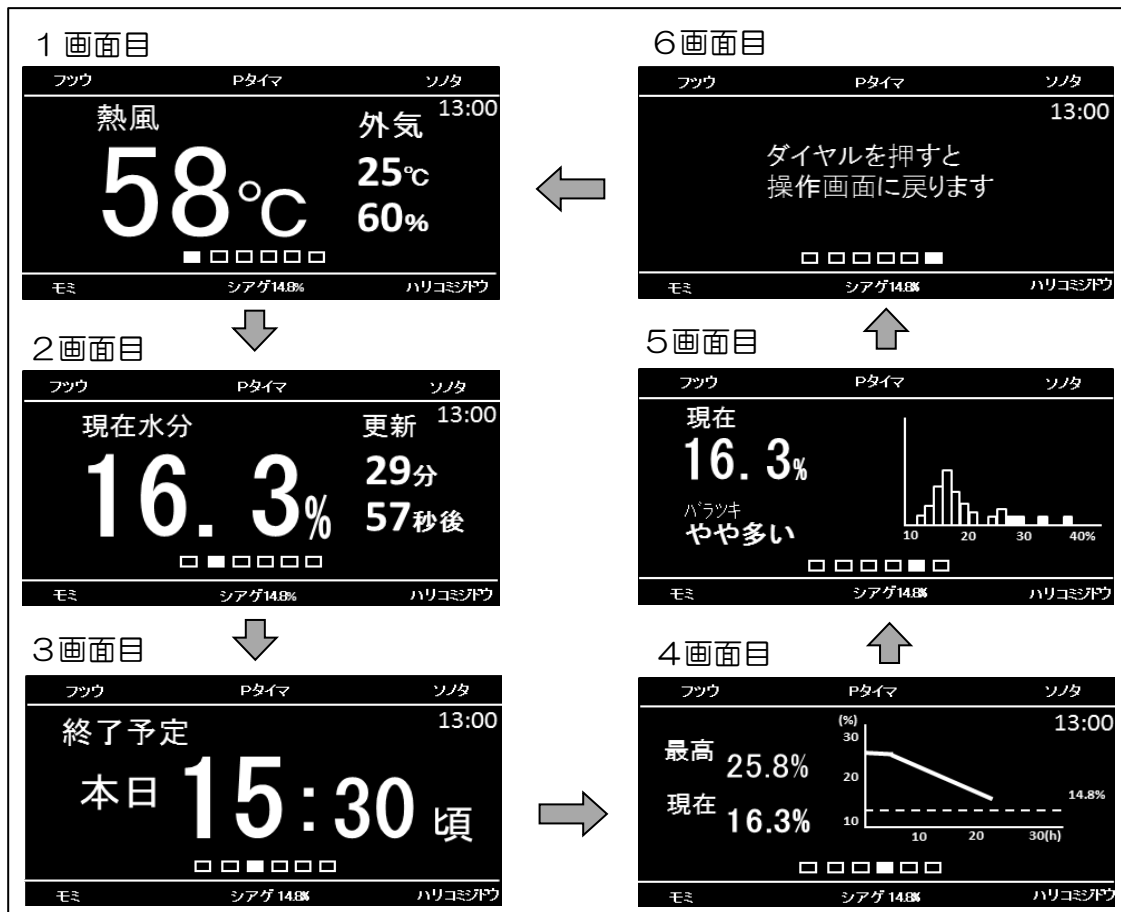 1画面目
フツウ Pタイマ ソノタ
13:00
熱風
58℃
外気
25℃
60%
モミ シアゲ14.8% ハリコミジドウ
2画面目
フツウ Pタイマ ソノタ
13:00
現在水分
16.3%
更新
29分
57秒後
モミ シアゲ14.8% ハリコミジドウ
3画面目
フツウ Pタイマ ソノタ
13:00
終了予定
本日 15:30 頃
モミ シアゲ 14.8% ハリコミジドウ
4画面目
フツウ Pタイマ ソノタ
13:00
最高 25.8%
現在 16.3%
(%)
30
20
10
10 20 30(h)
14.8%
モミ シアゲ 14.8% ハリコミジドウ
5画面目
フツウ Pタイマ ソノタ
現在
16.3%
バラツキ
やや多い
10 20 30 40%
モミ シアゲ14.8% ハリコミジドウ
6画面目
フツウ Pタイマ ソノタ
13:00
ダイヤルを押すと
操作画面に戻ります
モミ シアゲ14.8% ハリコミジドウ